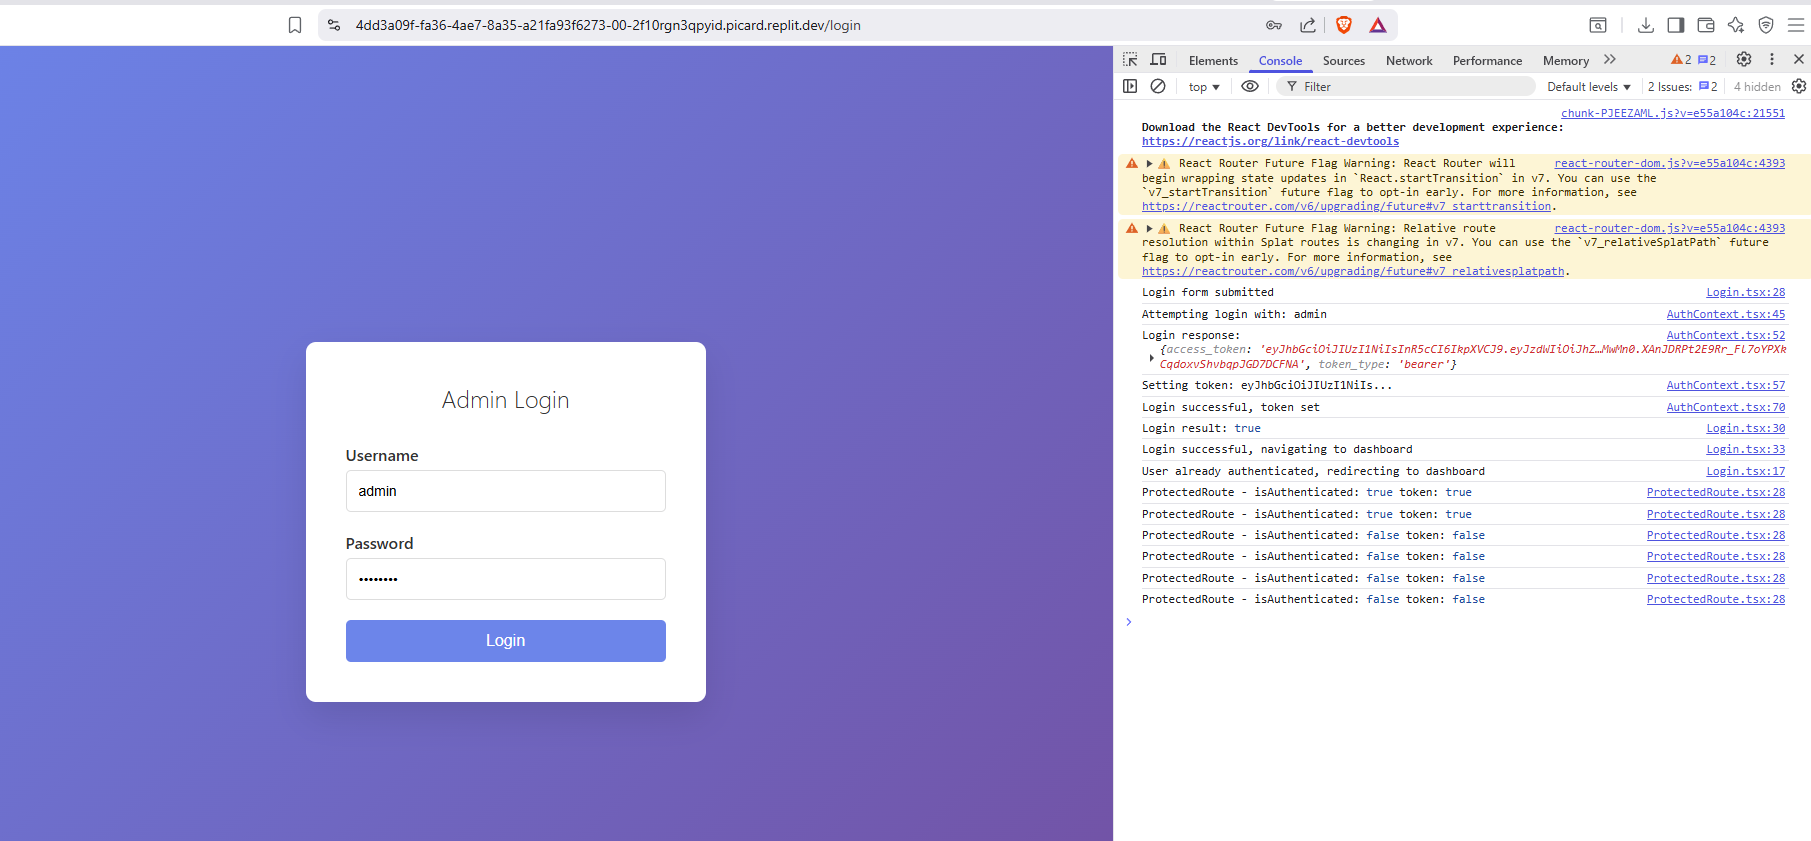 4dd3a09f-fa36-4ae7-8a35-a21fa93f6273-00-2f10rgn3qpyid.picard.replit.dev/login
Admin Login
Username
admin
Password
••••••••
Login
Elements Console Sources Network Performance Memory 2 2
top Filter Default levels 2 Issues: 2 4 hidden
chunk-PJEEZAML.js?v=e55a104c:21551
Download the React DevTools for a better development experience:
https://reactjs.org/link/react-devtools
React Router Future Flag Warning: React Router will react-router-dom.js?v=e55a104c:4393
begin wrapping state updates in `React.startTransition` in v7. You can use the
`v7_startTransition` future flag to opt-in early. For more information, see
https://reactrouter.com/v6/upgrading/future#v7_starttransition.
React Router Future Flag Warning: Relative route react-router-dom.js?v=e55a104c:4393
resolution within Splat routes is changing in v7. You can use the `v7_relativeSplatPath` future
flag to opt-in early. For more information, see
https://reactrouter.com/v6/upgrading/future#v7_relativesplatpath.
Login form submitted Login.tsx:28
Attempting login with: admin AuthContext.tsx:45
Login response: AuthContext.tsx:52
{access_token: 'eyJhbGciOiJIUzI1NiIsInR5cCI6IkpXVCJ9.eyJzdWIiOiJhZ…MwMn0.XAnJDRPt2E9Rr_Fl7oYPXk
CqdoxvShvbqpJGD7DCFNA', token_type: 'bearer'}
Setting token: eyJhbGciOiJIUzI1NiIs... AuthContext.tsx:57
Login successful, token set AuthContext.tsx:70
Login result: true Login.tsx:30
Login successful, navigating to dashboard Login.tsx:33
User already authenticated, redirecting to dashboard Login.tsx:17
ProtectedRoute - isAuthenticated: true token: true ProtectedRoute.tsx:28
ProtectedRoute - isAuthenticated: true token: true ProtectedRoute.tsx:28
ProtectedRoute - isAuthenticated: false token: false ProtectedRoute.tsx:28
ProtectedRoute - isAuthenticated: false token: false ProtectedRoute.tsx:28
ProtectedRoute - isAuthenticated: false token: false ProtectedRoute.tsx:28
ProtectedRoute - isAuthenticated: false token: false ProtectedRoute.tsx:28